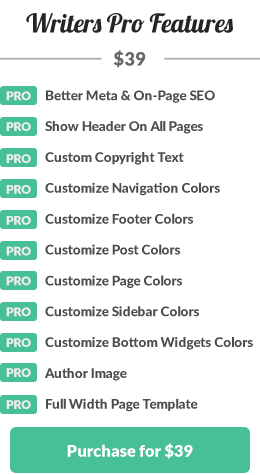 Writers Pro Features
$39
PRO Better Meta & On-Page SEO
PRO Show Header On All Pages
PRO Custom Copyright Text
PRO Customize Navigation Colors
PRO Customize Footer Colors
PRO Customize Post Colors
PRO Customize Page Colors
PRO Customize Sidebar Colors
PRO Customize Bottom Widgets Colors
PRO Author Image
PRO Full Width Page Template
Purchase for $39